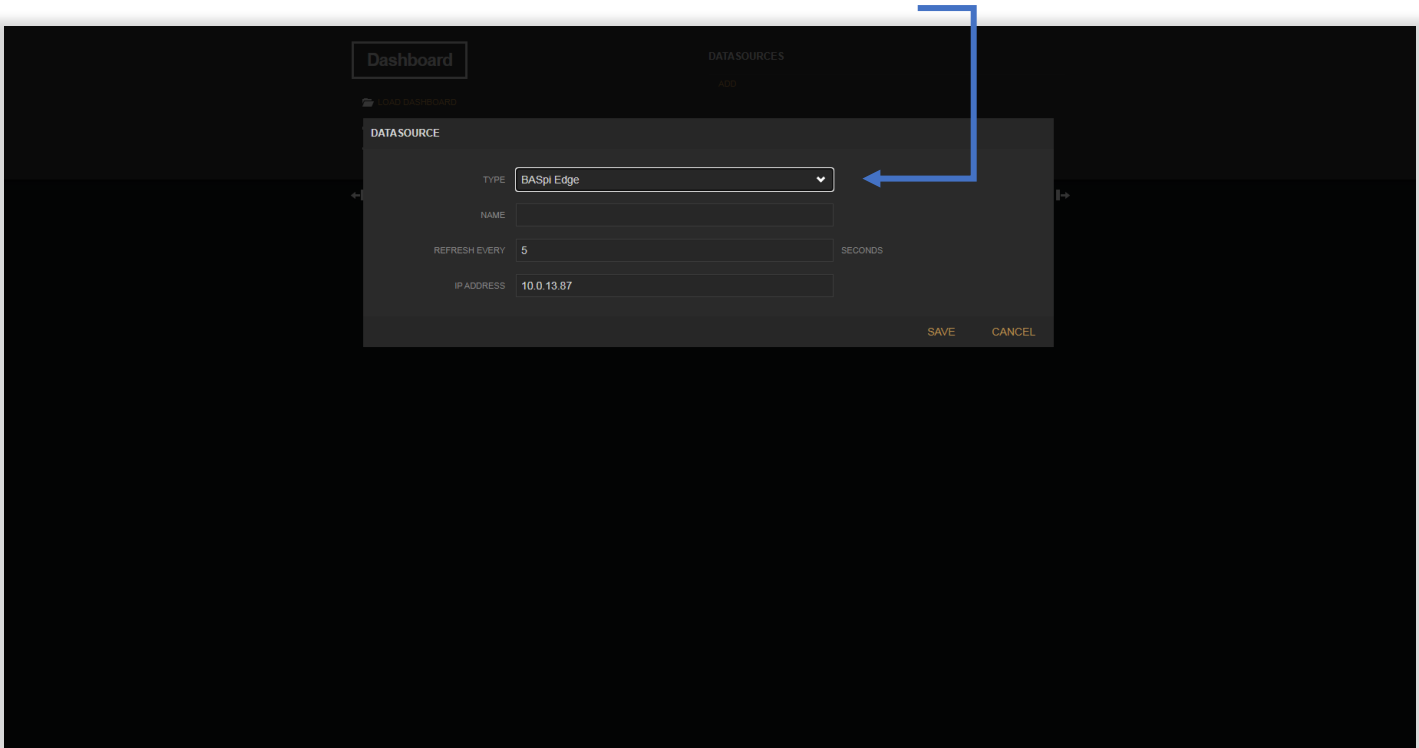 Dashboard
DATASOURCES
ADD
LOAD DASHBOARD
DATASOURCE
TYPE BASpi Edge
NAME
REFRESH EVERY 5 SECONDS
IP ADDRESS 10.0.13.87
SAVE CANCEL